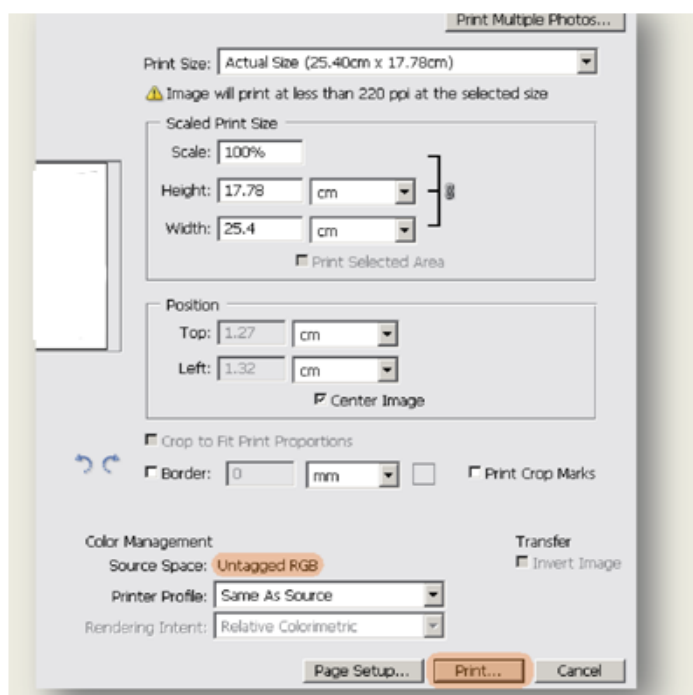 Print Multiple Photos...
Print Size: Actual Size (25.40cm x 17.78cm)
Image will print at less than 220 ppi at the selected size
Scaled Print Size
Scale: 100%
Height: 17.78 cm
Width: 25.4 cm
Print Selected Area
Position
Top: 1.27 cm
Left: 1.32 cm
Center Image
Crop to Fit Print Proportions
Border: 0 mm Print Crop Marks
Color Management Transfer
Source Space: Untagged RGB Invert Image
Printer Profile: Same As Source
Rendering Intent: Relative Colorimetric
Page Setup... Print... Cancel